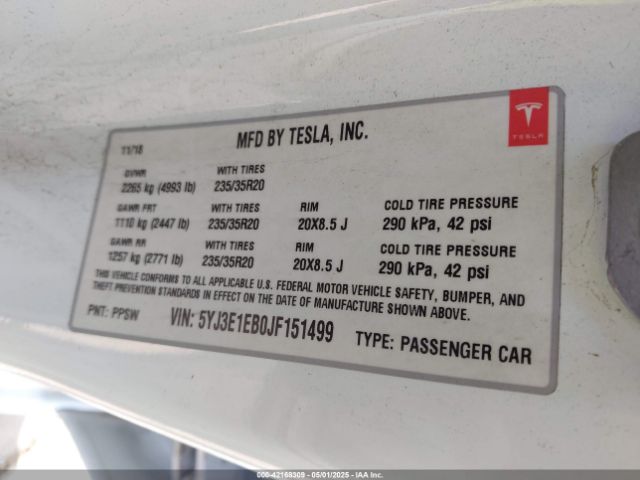 11/18
MFD BY TESLA, INC.
TESLA
GVWR WITH TIRES
2265 kg (4993 lb) 235/35R20
GAWR FRT WITH TIRES RIM COLD TIRE PRESSURE
1110 kg (2447 lb) 235/35R20 20X8.5 J 290 kPa, 42 psi
GAWR RR WITH TIRES RIM COLD TIRE PRESSURE
1257 kg (2771 lb) 235/35R20 20X8.5 J 290 kPa, 42 psi
THIS VEHICLE CONFORMS TO ALL APPLICABLE U.S. FEDERAL MOTOR VEHICLE SAFETY, BUMPER, AND
THEFT PREVENTION STANDARDS IN EFFECT ON THE DATE OF MANUFACTURE SHOWN ABOVE.
PNT: PPSW VIN: 5YJ3E1EB0JF151499 TYPE: PASSENGER CAR
© 0000-42168309 - 05/01/2025 - IAA Inc.